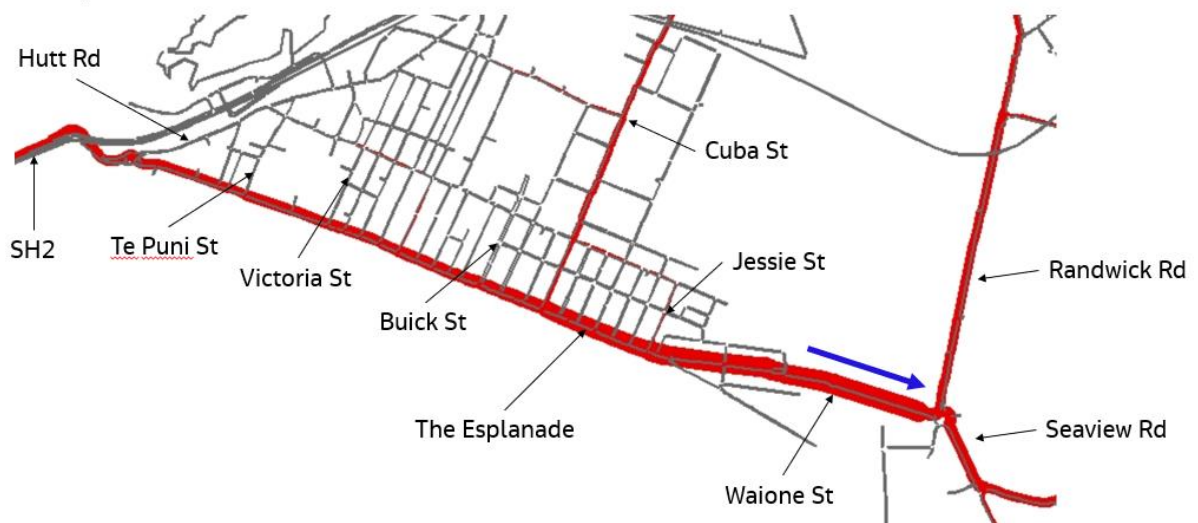 Hutt Rd
Cuba St
SH2
Te Puni St
Victoria St
Buick St
Jessie St
Randwick Rd
The Esplanade
Seaview Rd
Waione St